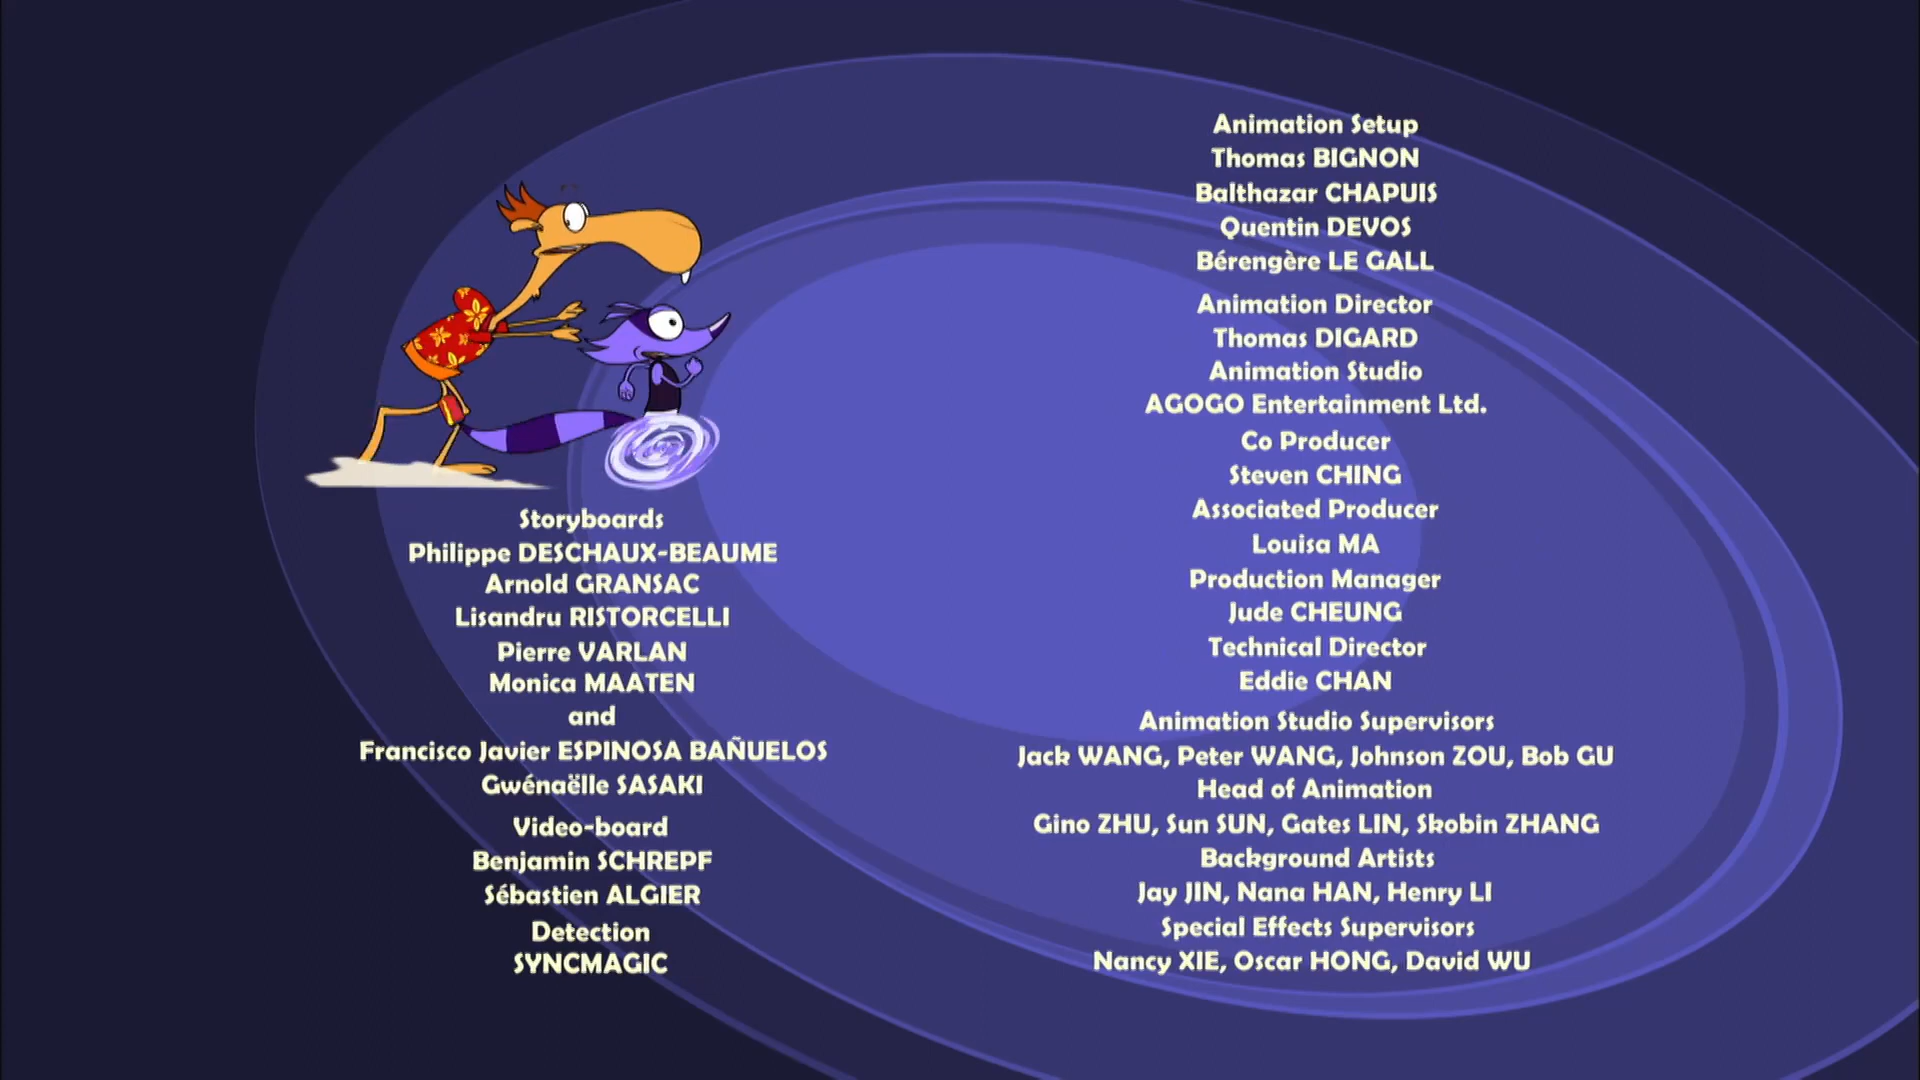 Storyboards
Philippe DESCHAUX-BEAUME
Arnold GRANSAC
Lisandru RISTORCELLI
Pierre VARLAN
Monica MAATEN
and
Francisco Javier ESPINOSA BAÑUELOS
Gwénaëlle SASAKI
Video-board
Benjamin SCHREPF
Sébastien ALGIER
Detection
SYNCMAGIC
Animation Setup
Thomas BIGNON
Balthazar CHAPUIS
Quentin DEVOS
Bérengère LE GALL
Animation Director
Thomas DIGARD
Animation Studio
AGOGO Entertainment Ltd.
Co Producer
Steven CHING
Associated Producer
Louisa MA
Production Manager
Jude CHEUNG
Technical Director
Eddie CHAN
Animation Studio Supervisors
Jack WANG, Peter WANG, Johnson ZOU, Bob GU
Head of Animation
Gino ZHU, Sun SUN, Gates LIN, Skobin ZHANG
Background Artists
Jay JIN, Nana HAN, Henry LI
Special Effects Supervisors
Nancy XIE, Oscar HONG, David WU